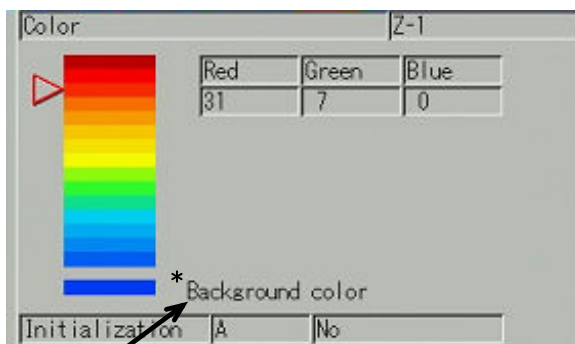 Color Z-1
Red Green Blue
31 7 0
*Background color
Initialization A No